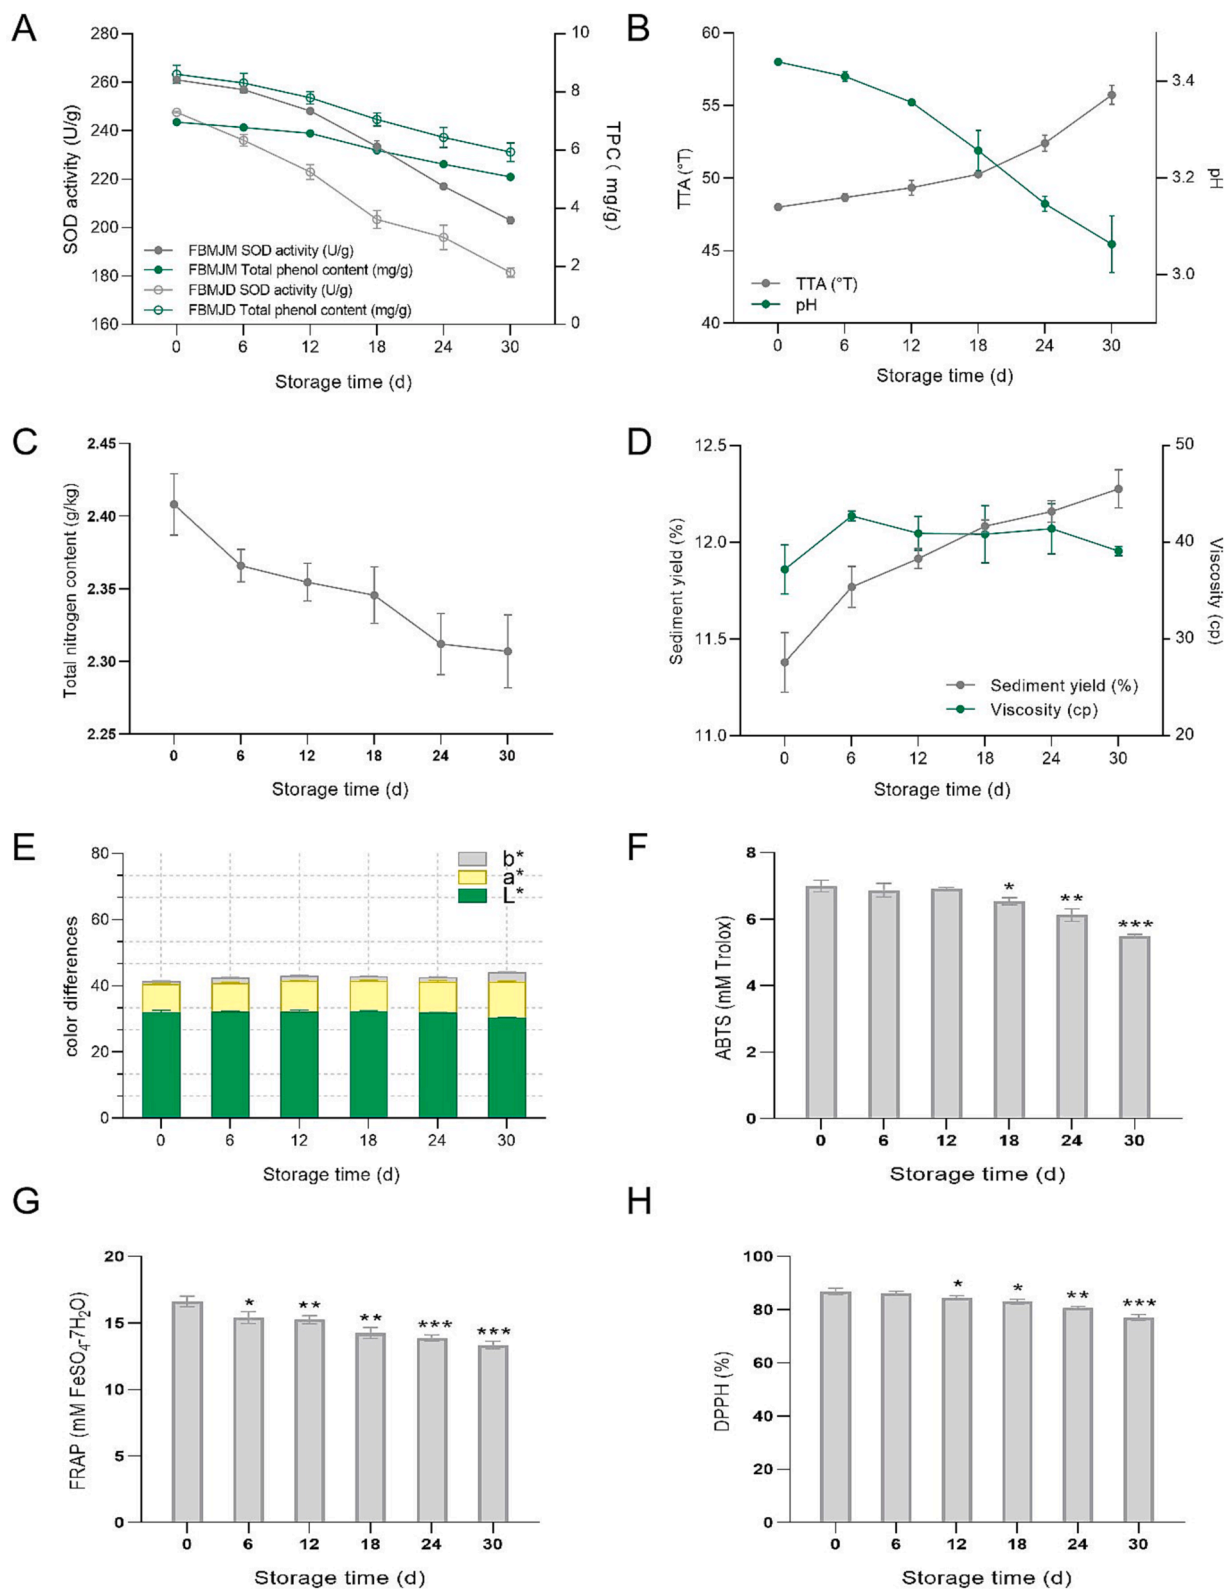 A
280
260
240
220
200
180
160
SOD activity (U/g)
10
8
6
4
2
0
TPC( mg/g)
FBMJM SOD activity (U/g)
FBMJM Total phenol content (mg/g)
FBMJD SOD activity (U/g)
FBMJD Total phenol content (mg/g)
0 6 12 18 24 30
Storage time (d)
B
60
55
50
45
40
TTA (°T)
3.4
3.2
3.0
pH
TTA (°T)
pH
0 6 12 18 24 30
Storage time (d)
C
2.45
2.40
2.35
2.30
2.25
Total nitrogen content (g/kg)
0 6 12 18 24 30
Storage time (d)
D
12.5
12.0
11.5
11.0
Sediment yield (%)
50
40
30
20
Viscosity (cp)
Sediment yield (%)
Viscosity (cp)
0 6 12 18 24 30
Storage time (d)
E
80
60
40
20
0
color differences
b*
a*
L*
0 6 12 18 24 30
Storage time (d)
F
8
6
4
2
0
ABTS (mM Trolox)
* ** ***
0 6 12 18 24 30
Storage time (d)
G
20
15
10
5
0
FRAP (mM FeSO₄-7H₂O)
* ** ** *** ***
0 6 12 18 24 30
Storage time (d)
H
100
80
60
40
20
0
DPPH (%)
* * ** ***
0 6 12 18 24 30
Storage time (d)